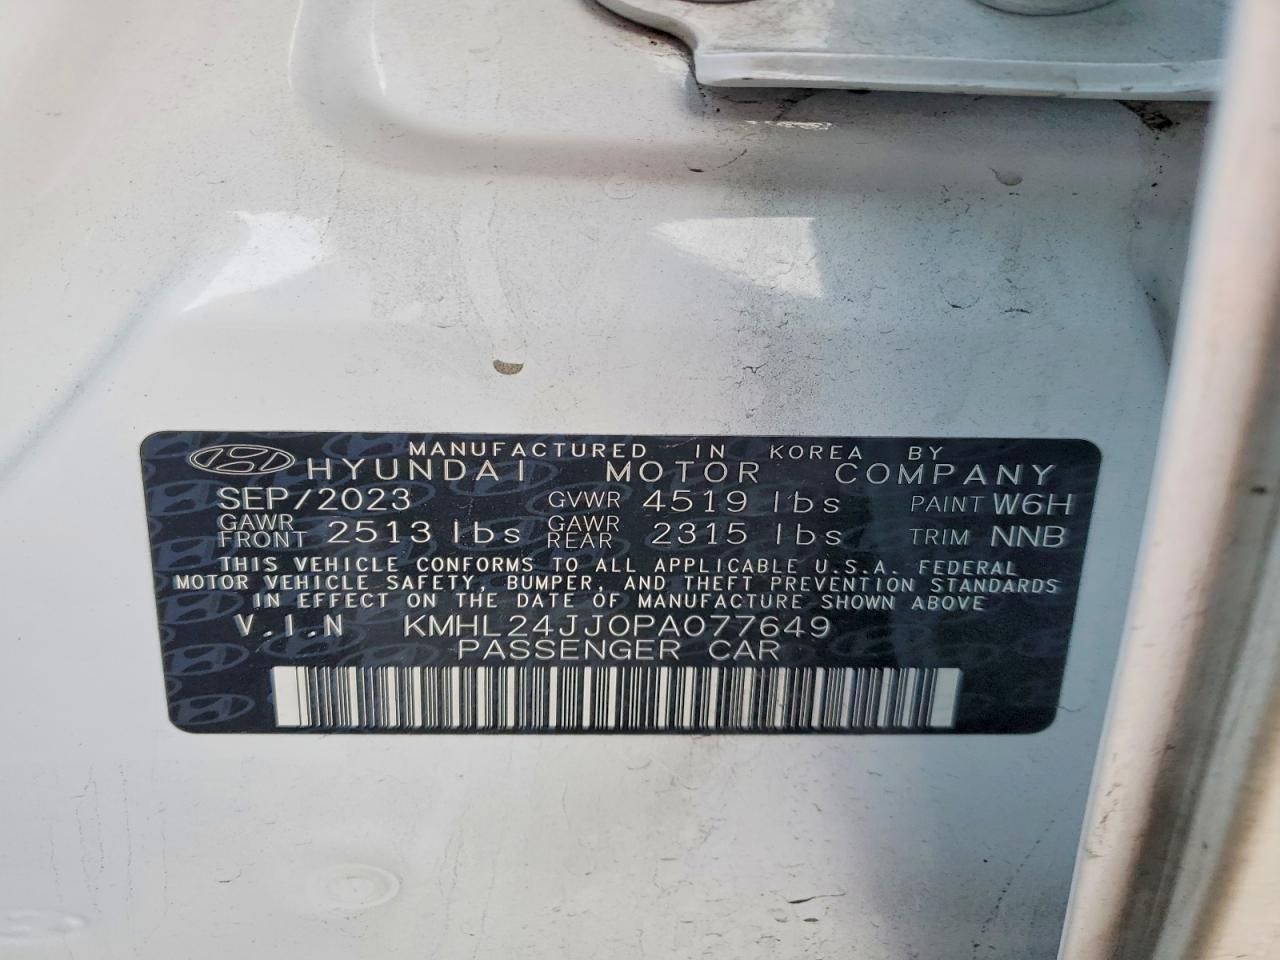 MANUFACTURED IN KOREA BY
HYUNDAI MOTOR COMPANY
SEP/2023 GVWR 4519 lbs PAINT W6H
GAWR FRONT 2513 lbs GAWR REAR 2315 lbs TRIM NNB
THIS VEHICLE CONFORMS TO ALL APPLICABLE U.S.A. FEDERAL
MOTOR VEHICLE SAFETY, BUMPER, AND THEFT PREVENTION STANDARDS
IN EFFECT ON THE DATE OF MANUFACTURE SHOWN ABOVE
V.I.N KMHL24JJ0PA077649
PASSENGER CAR